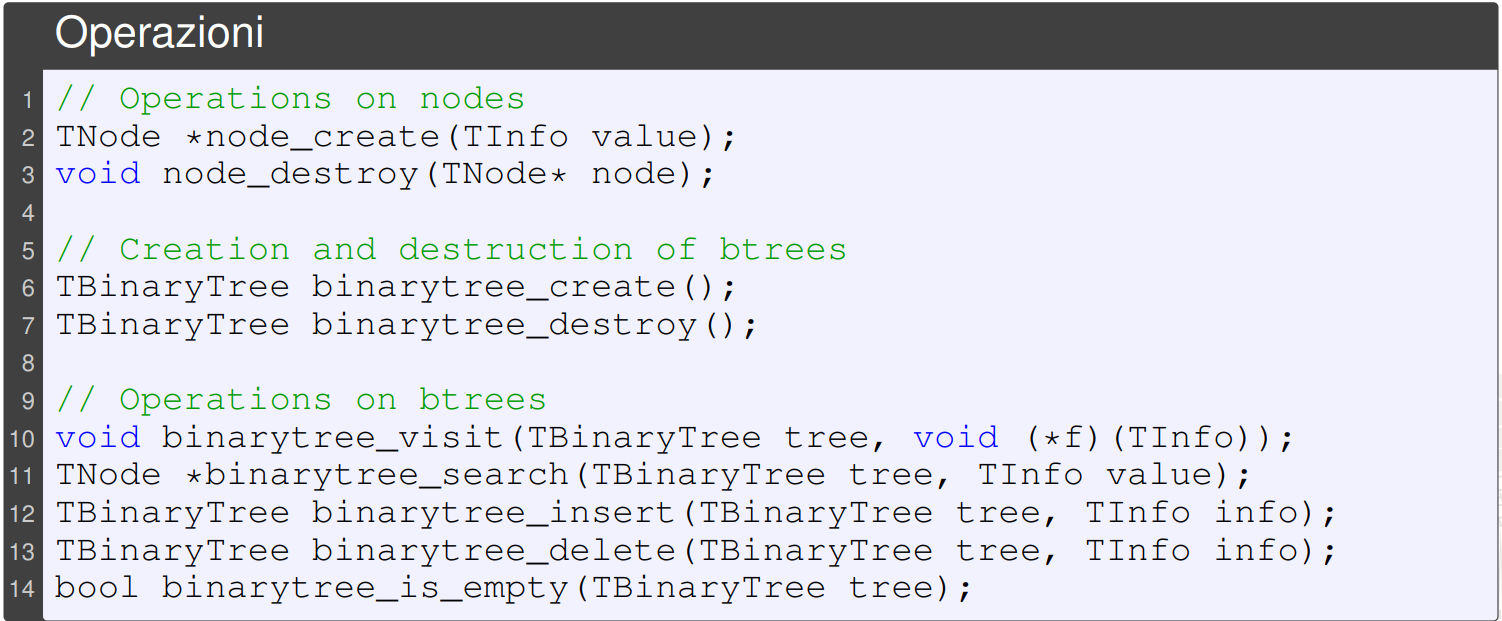 Operazioni
1 // Operations on nodes
2 TNode *node_create(TInfo value);
3 void node_destroy(TNode* node);
4
5 // Creation and destruction of btrees
6 TBinaryTree binarytree_create();
7 TBinaryTree binarytree_destroy();
8
9 // Operations on btrees
10 void binarytree_visit(TBinaryTree tree, void (*f)(TInfo));
11 TNode *binarytree_search(TBinaryTree tree, TInfo value);
12 TBinaryTree binarytree_insert(TBinaryTree tree, TInfo info);
13 TBinaryTree binarytree_delete(TBinaryTree tree, TInfo info);
14 bool binarytree_is_empty(TBinaryTree tree);